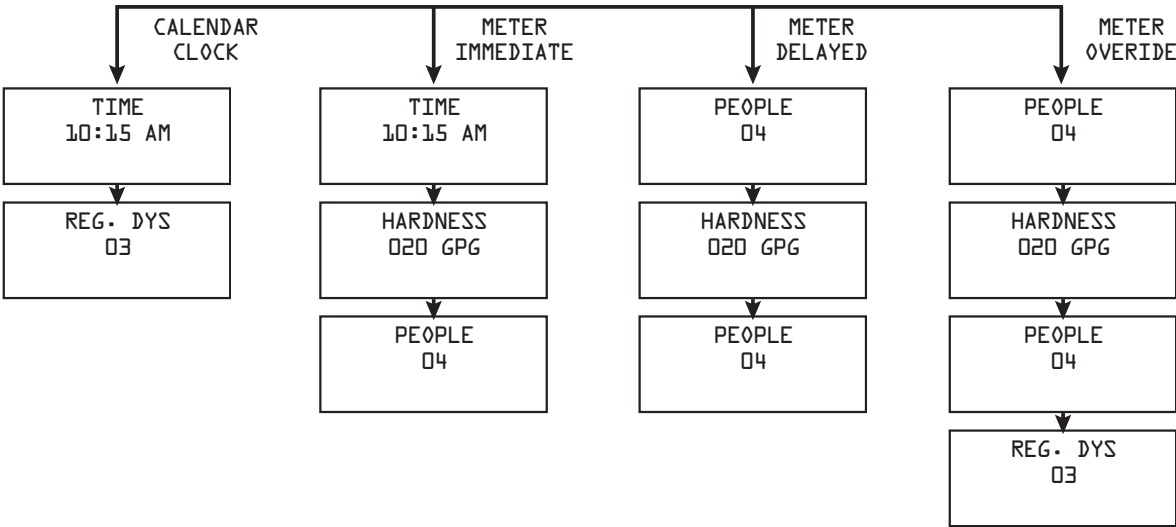 CALENDAR
CLOCK
METER
IMMEDIATE
METER
DELAYED
METER
OVERIDE
TIME
10:15 AM
TIME
10:15 AM
PEOPLE
04
PEOPLE
04
REG. DYS
03
HARDNESS
020 GPG
HARDNESS
020 GPG
HARDNESS
020 GPG
PEOPLE
04
PEOPLE
04
PEOPLE
04
REG. DYS
03